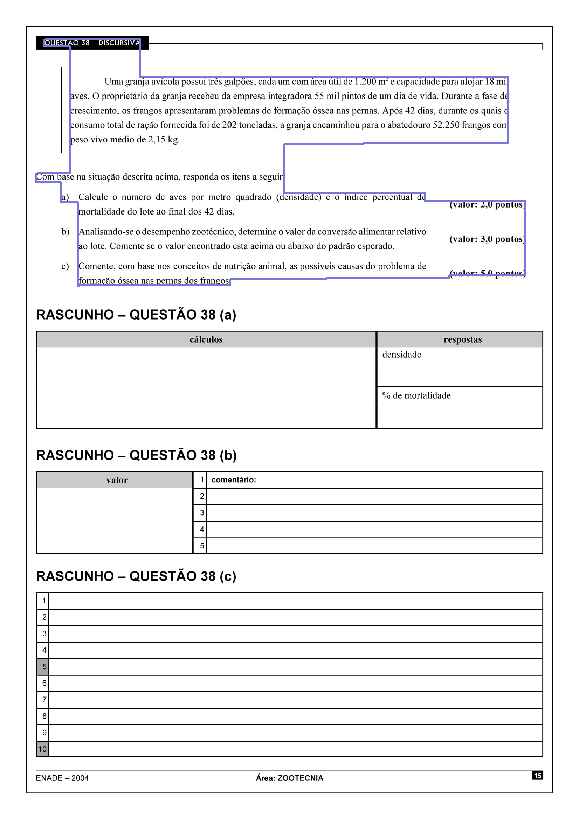 QUESTÃO 38 – DISCURSIVA
Uma granja avícola possui três galpões, cada um com área útil de 1.200 m² e capacidade para alojar 18 mil
aves. O proprietário da granja recebeu da empresa integradora 55 mil pintos de um dia de vida. Durante a fase de
crescimento, os frangos apresentaram problemas de formação óssea nas pernas. Após 42 dias, durante os quais o
consumo total de ração fornecida foi de 202 toneladas, a granja encaminhou para o abatedouro 52.250 frangos com
peso vivo médio de 2,15 kg.
Com base na situação descrita acima, responda os itens a seguir
a) Calcule o número de aves por metro quadrado (densidade) e o índice percentual de
mortalidade do lote ao final dos 42 dias.
(valor: 2,0 pontos)
b) Analisando-se o desempenho zootécnico, determine o valor da conversão alimentar relativo
ao lote. Comente se o valor encontrado está acima ou abaixo do padrão esperado.
(valor: 3,0 pontos)
c) Comente, com base nos conceitos de nutrição animal, as possíveis causas do problema de
formação óssea nas pernas dos frangos.
(valor: 5,0 pontos)
RASCUNHO – QUESTÃO 38 (a)
cálculos
respostas
densidade
% de mortalidade
RASCUNHO – QUESTÃO 38 (b)
valor
1 comentário:
2
3
4
5
RASCUNHO – QUESTÃO 38 (c)
1
2
3
4
5
6
7
8
9
10
ENADE – 2004
Área: ZOOTECNIA
15